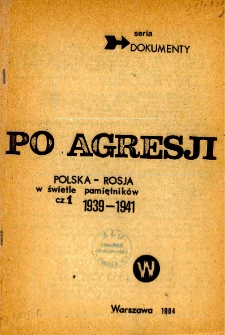 seria
DOKUMENTY
PO AGRESJI
POLSKA - ROSJA
w świetle pamiętników
cz.1 1939-1941
W
Warszawa 1984